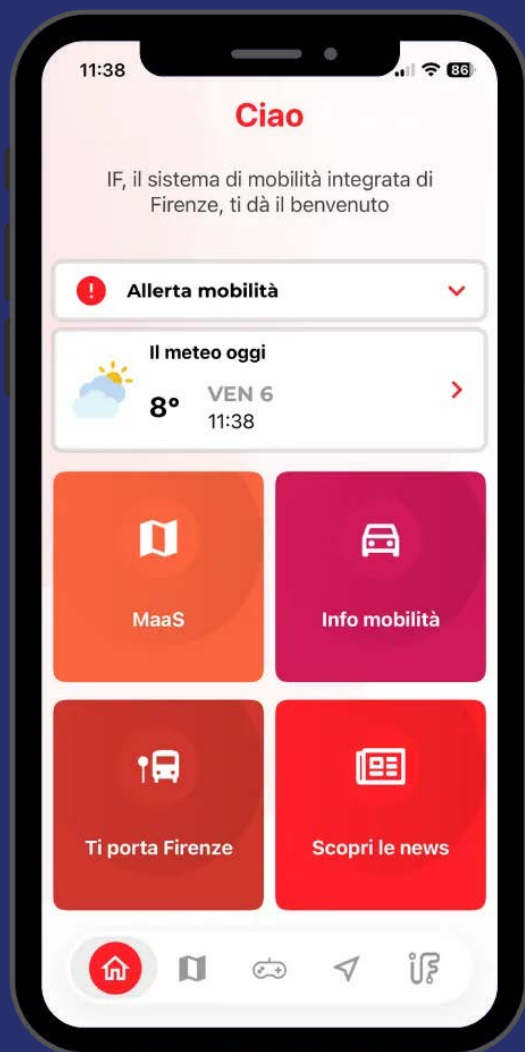 11:38
86
Ciao
IF, il sistema di mobilità integrata di
Firenze, ti dà il benvenuto
Allerta mobilità
Il meteo oggi
8° VEN 6
11:38
MaaS
Info mobilità
Ti porta Firenze
Scopri le news